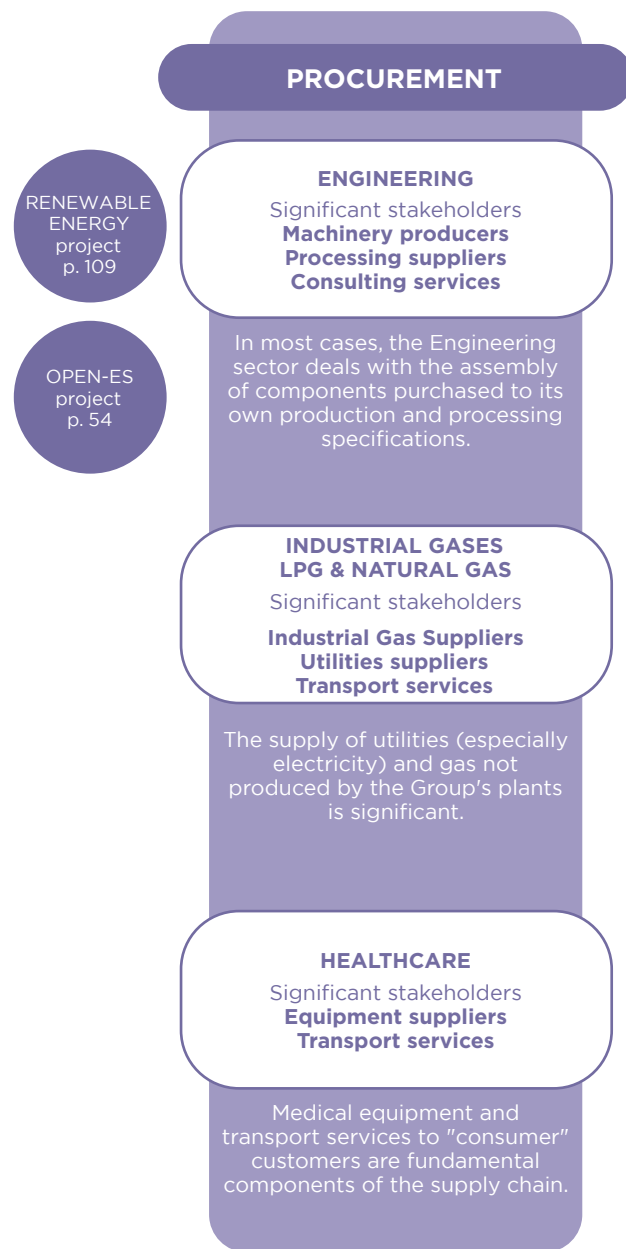 PROCUREMENT
RENEWABLE
ENERGY
project
p. 109
OPEN-ES
project
p. 54
ENGINEERING
Significant stakeholders
Machinery producers
Processing suppliers
Consulting services
In most cases, the Engineering
sector deals with the assembly
of components purchased to its
own production and processing
specifications.
INDUSTRIAL GASES
LPG & NATURAL GAS
Significant stakeholders
Industrial Gas Suppliers
Utilities suppliers
Transport services
The supply of utilities (especially
electricity) and gas not
produced by the Group's plants
is significant.
HEALTHCARE
Significant stakeholders
Equipment suppliers
Transport services
Medical equipment and
transport services to "consumer"
customers are fundamental
components of the supply chain.